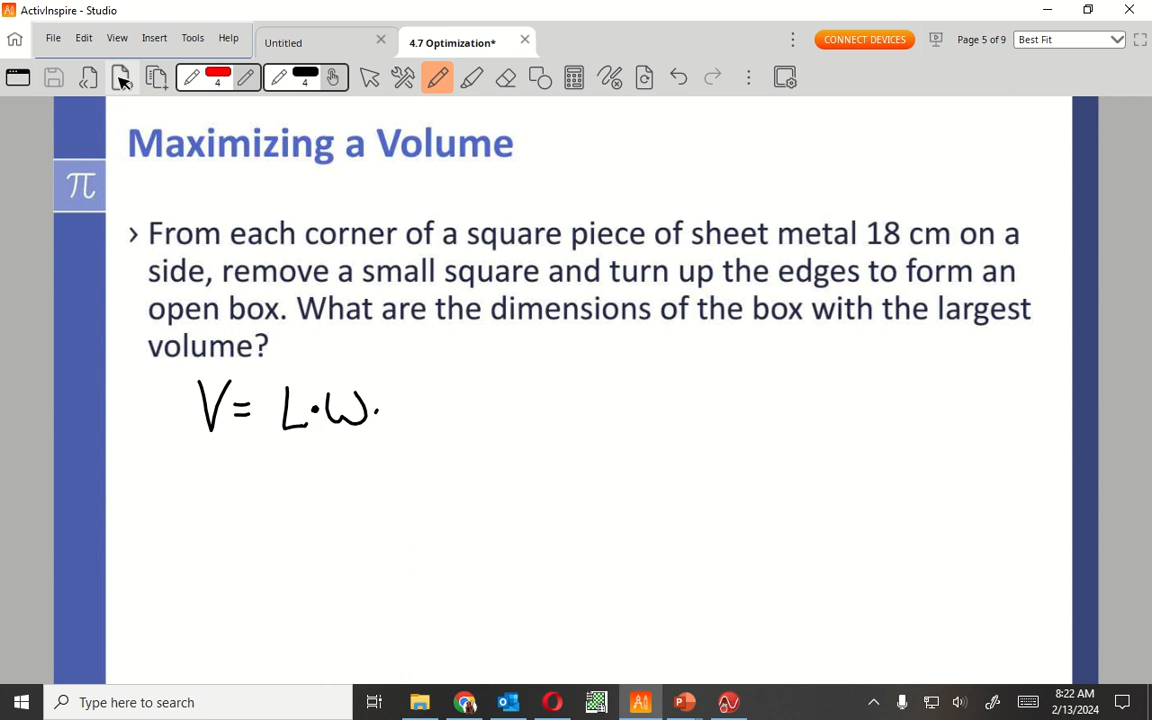 ActivInspire - Studio
File Edit View Insert Tools Help
Untitled
4.7 Optimization*
CONNECT DEVICES
Page 5 of 9
Best Fit
4
4
Maximizing a Volume
π
› From each corner of a square piece of sheet metal 18 cm on a
side, remove a small square and turn up the edges to form an
open box. What are the dimensions of the box with the largest
volume?
V= L·W·
Type here to search
8:22 AM
2/13/2024